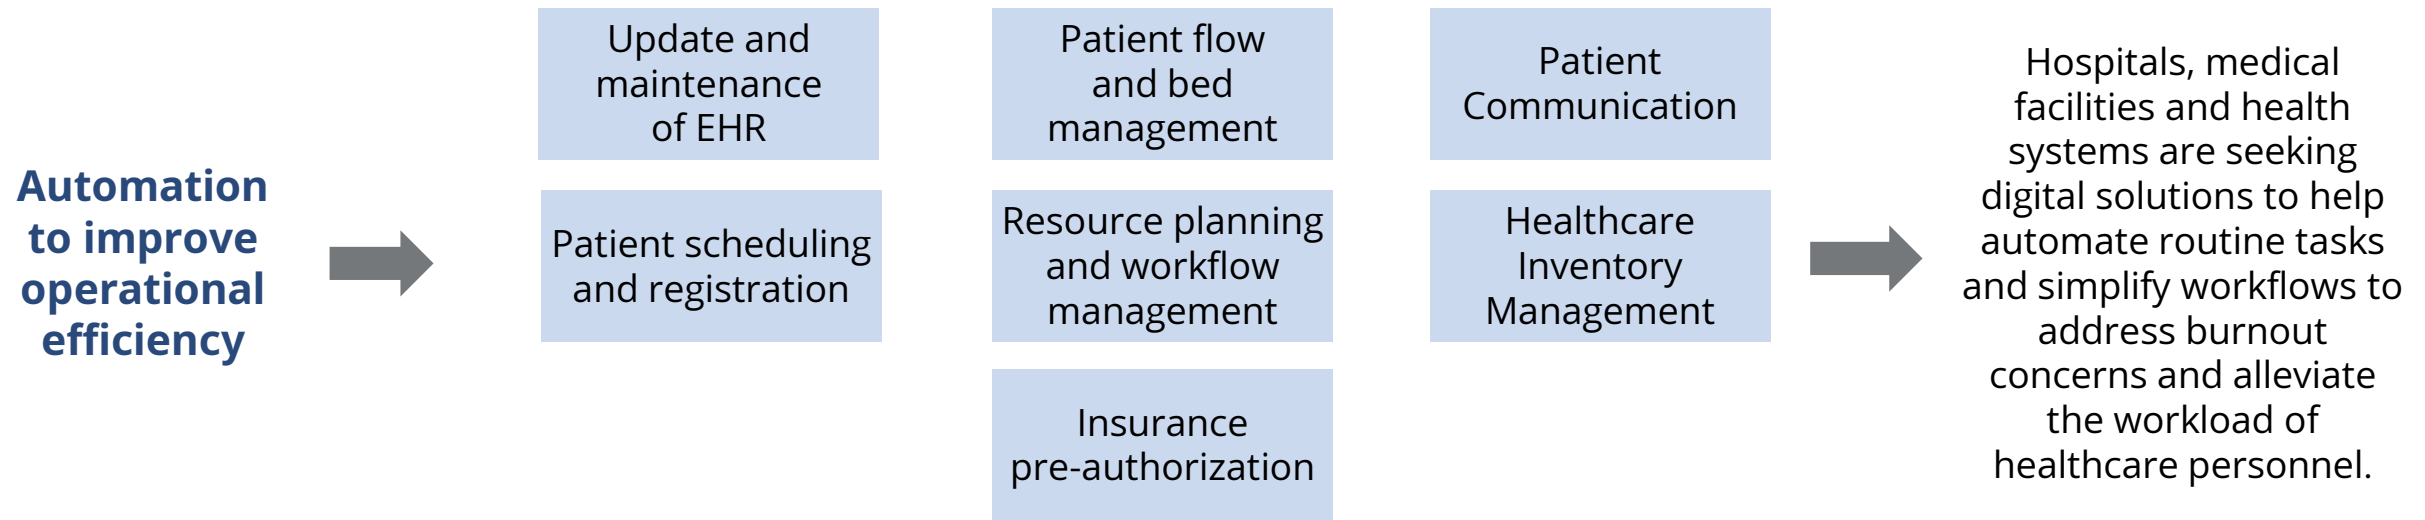 Automation
to improve
operational
efficiency
Update and
maintenance
of EHR
Patient flow
and bed
management
Patient
Communication
Patient scheduling
and registration
Resource planning
and workflow
management
Healthcare
Inventory
Management
Insurance
pre-authorization
Hospitals, medical
facilities and health
systems are seeking
digital solutions to help
automate routine tasks
and simplify workflows to
address burnout
concerns and alleviate
the workload of
healthcare personnel.